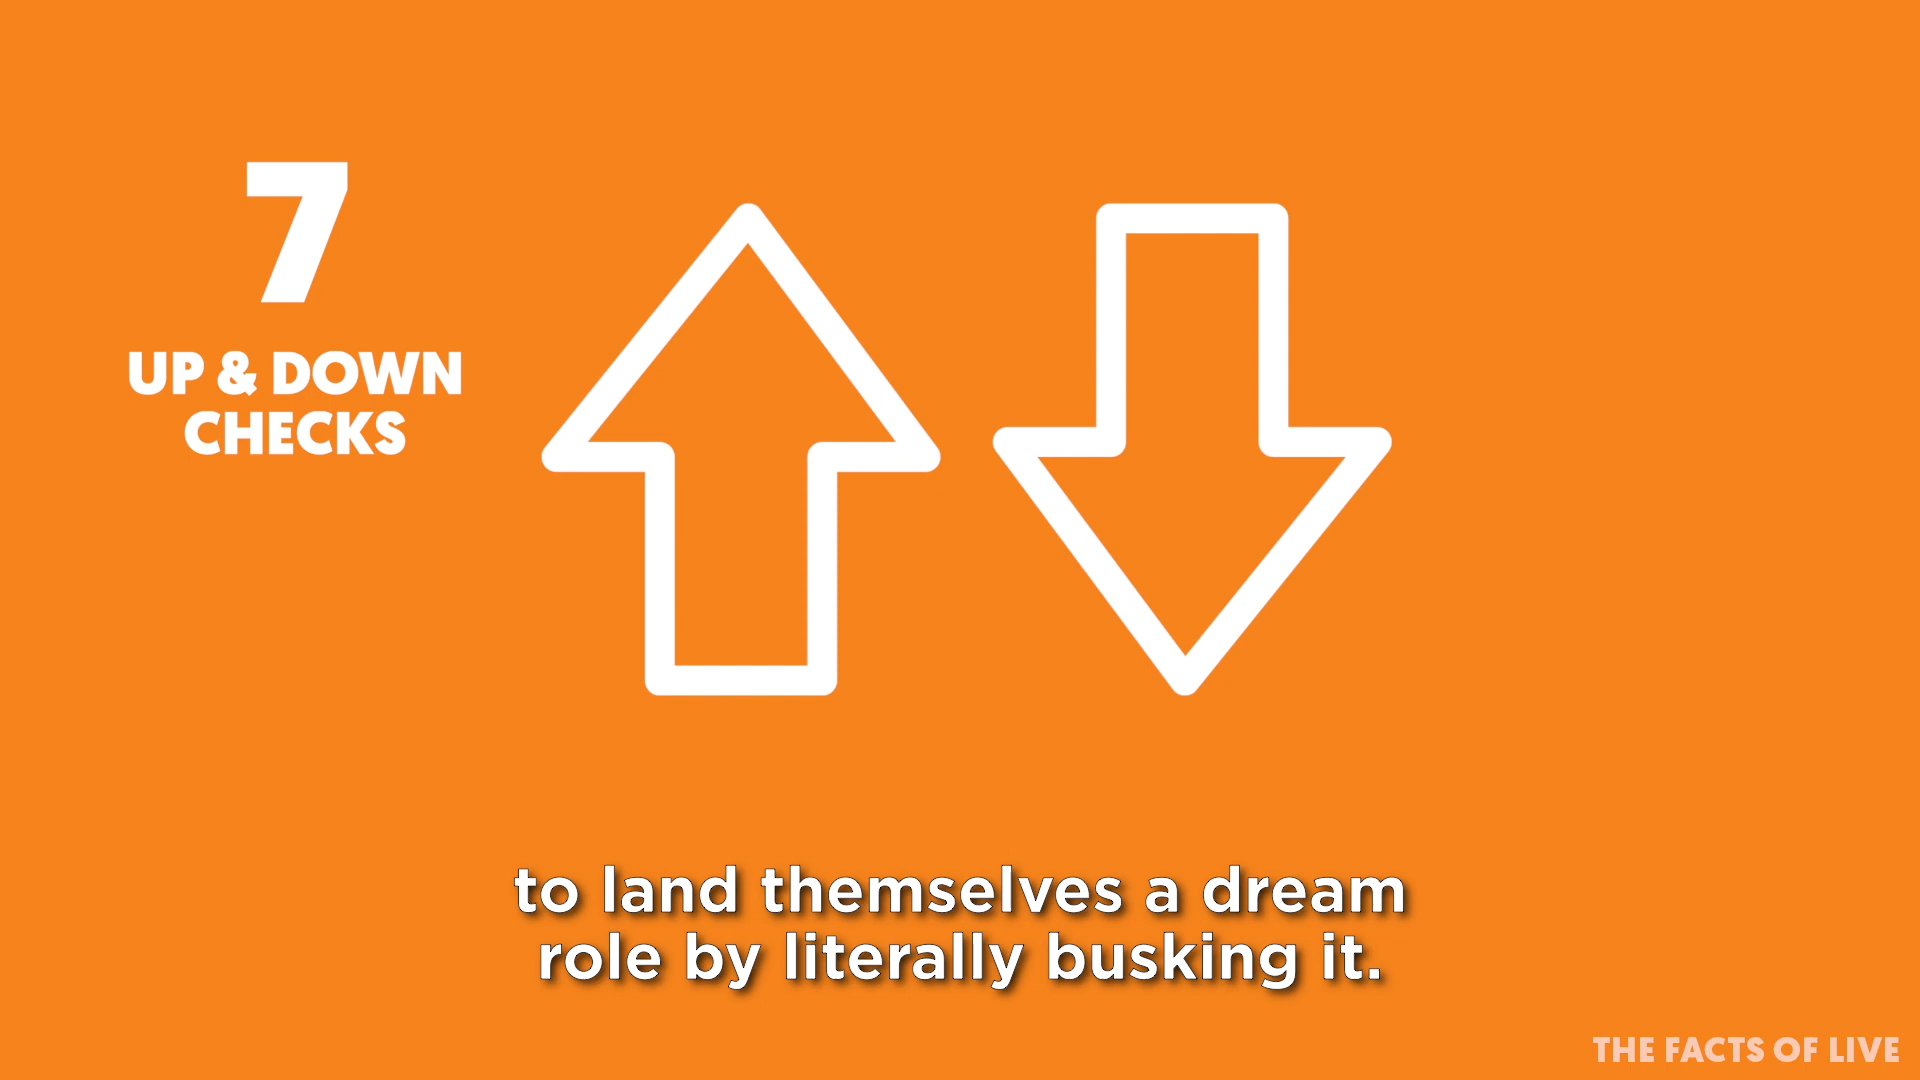 7
UP & DOWN
CHECKS
to land themselves a dream
role by literally busking it.
THE FACTS OF LIVE